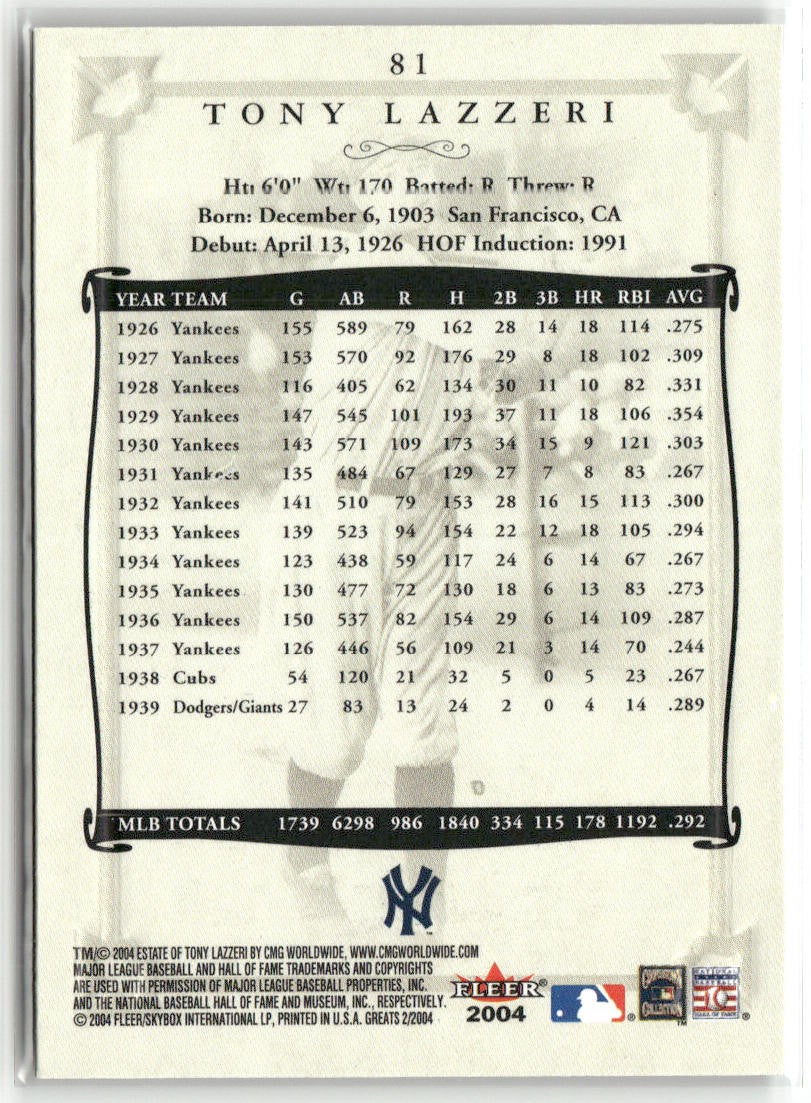 81
TONY LAZZERI
Ht: 6'0" Wt: 170 Batted: R Threw: R
Born: December 6, 1903 San Francisco, CA
Debut: April 13, 1926 HOF Induction: 1991
YEAR TEAM G AB R H 2B 3B HR RBI AVG
1926 Yankees 155 589 79 162 28 14 18 114 .275
1927 Yankees 153 570 92 176 29 8 18 102 .309
1928 Yankees 116 405 62 134 30 11 10 82 .331
1929 Yankees 147 545 101 193 37 11 18 106 .354
1930 Yankees 143 571 109 173 34 15 9 121 .303
1931 Yankees 135 484 67 129 27 7 8 83 .267
1932 Yankees 141 510 79 153 28 16 15 113 .300
1933 Yankees 139 523 94 154 22 12 18 105 .294
1934 Yankees 123 438 59 117 24 6 14 67 .267
1935 Yankees 130 477 72 130 18 6 13 83 .273
1936 Yankees 150 537 82 154 29 6 14 109 .287
1937 Yankees 126 446 56 109 21 3 14 70 .244
1938 Cubs 54 120 21 32 5 0 5 23 .267
1939 Dodgers/Giants 27 83 13 24 2 0 4 14 .289
MLB TOTALS 1739 6298 986 1840 334 115 178 1192 .292
NY
TM/© 2004 ESTATE OF TONY LAZZERI BY CMG WORLDWIDE, WWW.CMGWORLDWIDE.COM
MAJOR LEAGUE BASEBALL AND HALL OF FAME TRADEMARKS AND COPYRIGHTS
ARE USED WITH PERMISSION OF MAJOR LEAGUE BASEBALL PROPERTIES, INC.
AND THE NATIONAL BASEBALL HALL OF FAME AND MUSEUM, INC., RESPECTIVELY.
© 2004 FLEER/SKYBOX INTERNATIONAL LP, PRINTED IN U.S.A. GREATS 2/2004
FLEER®
2004
®
COOPERSTOWN
COLLECTION
TM
NATIONAL
BASEBALL
HALL OF FAME
®